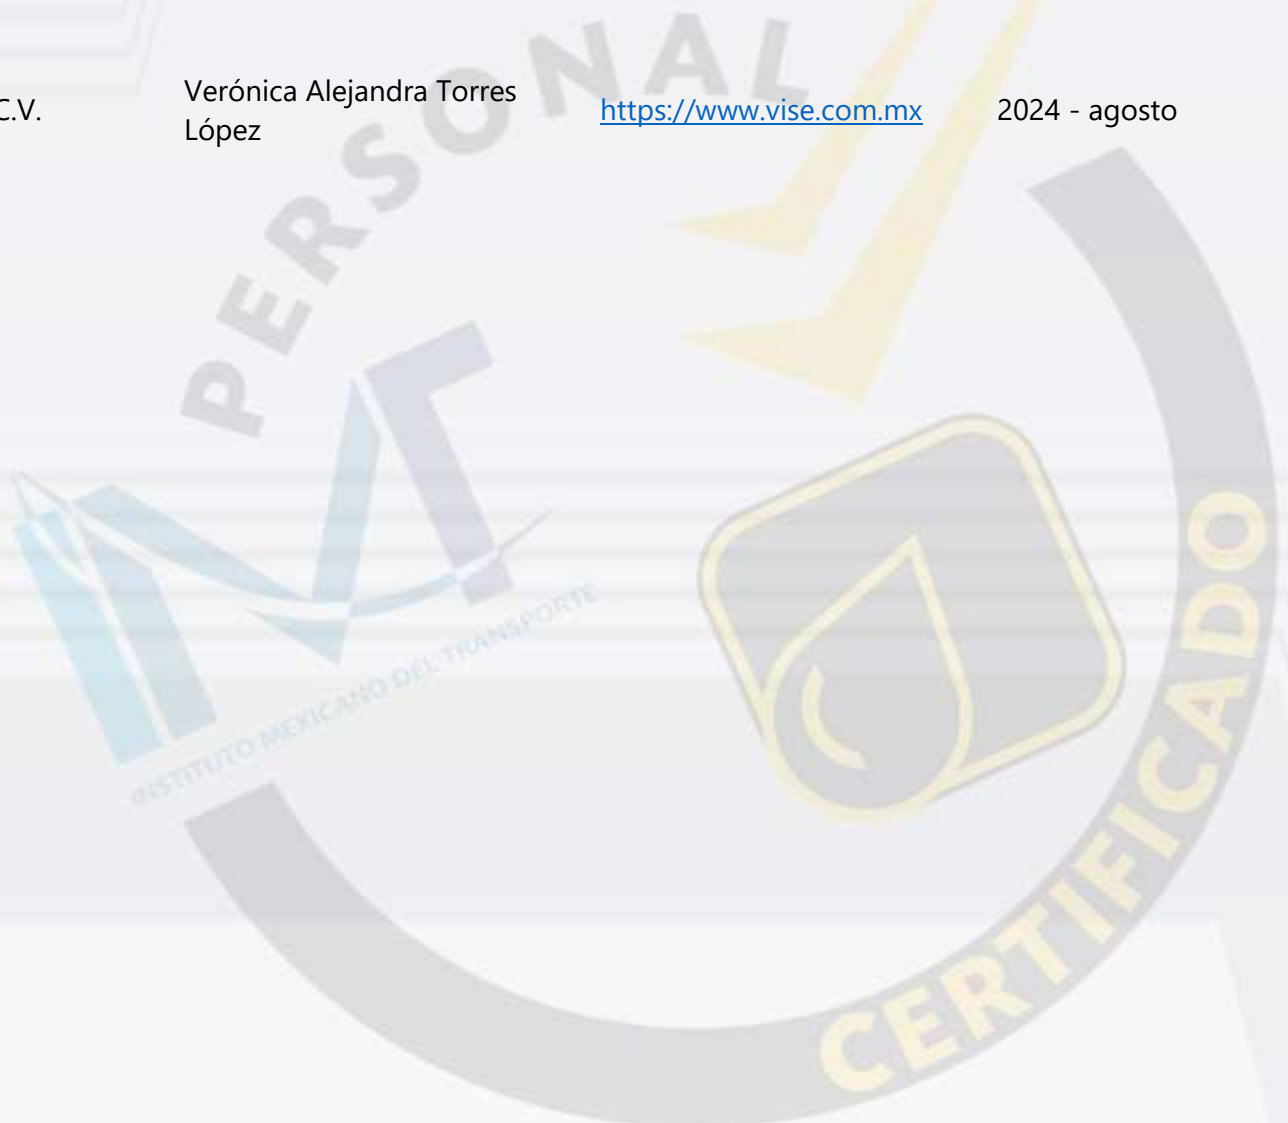 C.V.
Verónica Alejandra Torres
López
https://www.vise.com.mx
2024 - agosto
PERSONAL
INSTITUTO MEXICANO DEL TRANSPORTE
CERTIFICADO